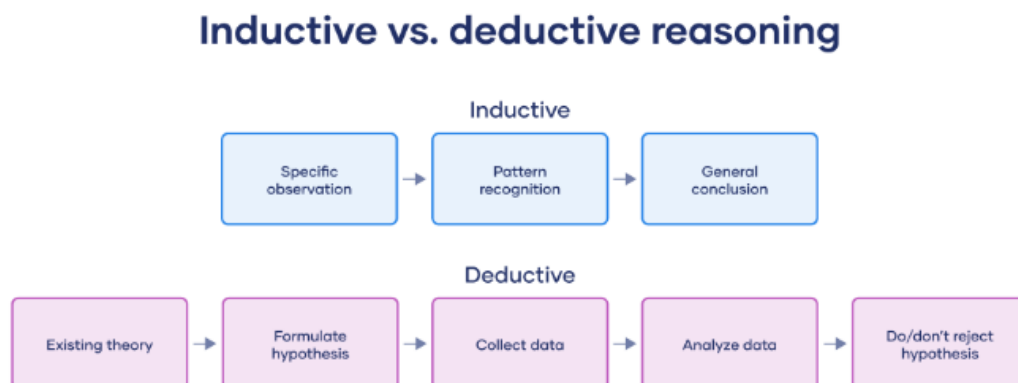 Inductive vs. deductive reasoning
Inductive
Specific
observation
Pattern
recognition
General
conclusion
Deductive
Existing theory
Formulate
hypothesis
Collect data
Analyze data
Do/don't reject
hypothesis